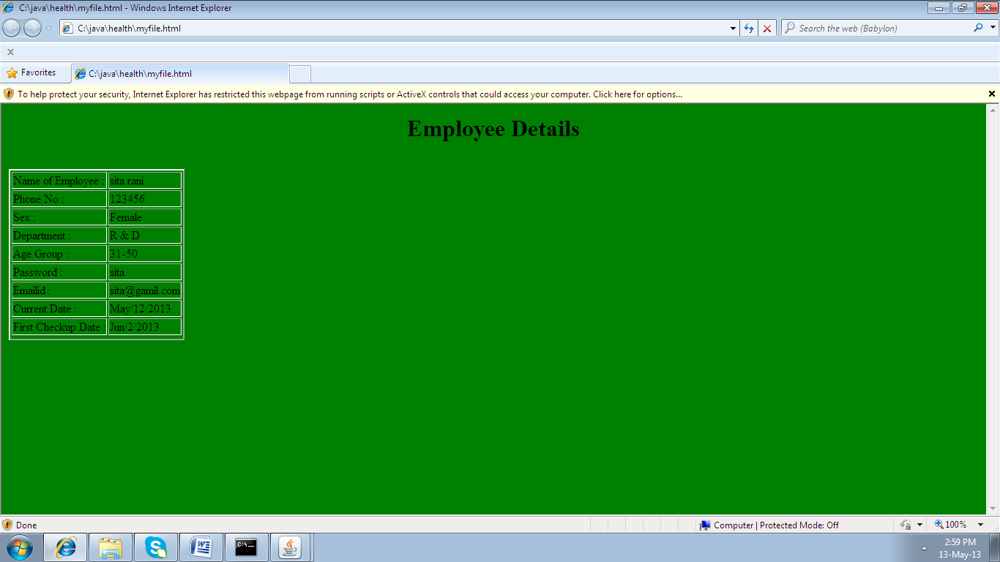 C:\java\health\myfile.html - Windows Internet Explorer
C:\java\health\myfile.html
Search the web (Babylon)
Favorites
C:\java\health\myfile.html
To help protect your security, Internet Explorer has restricted this webpage from running scripts or ActiveX controls that could access your computer. Click here for options...
Employee Details
Name of Employee : sita rani
Phone No : 123456
Sex : Female
Department : R & D
Age Group : 31-50
Password : sita
Emailid : sita@gamil.com
Current Date : May/12/2013
First Checkup Date : Jun/2/2013
Done
Computer | Protected Mode: Off
100%
C:\_
2:59 PM
13-May-13